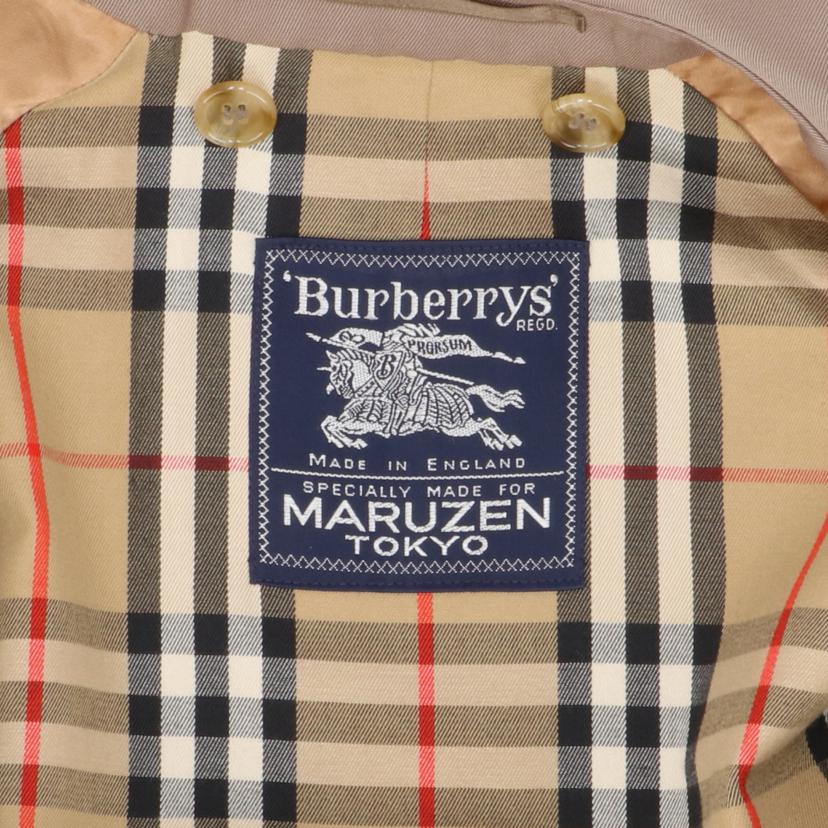 'Burberrys'
REGD.
PRORSUM
B
MADE IN ENGLAND
SPECIALLY MADE FOR
MARUZEN
TOKYO